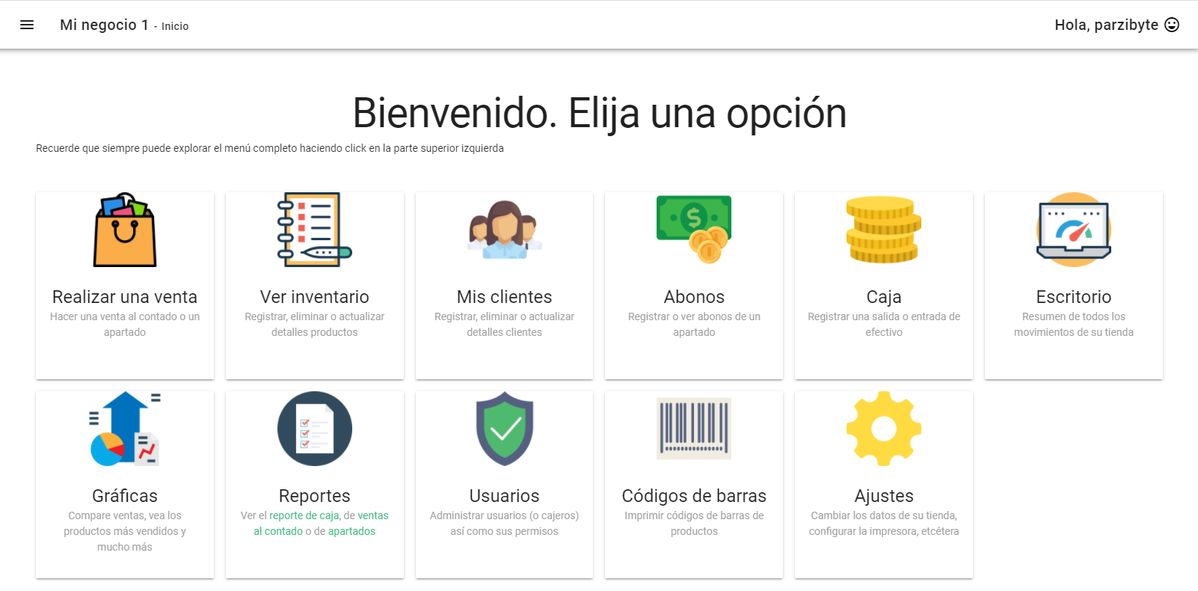 Mi negocio 1 - Inicio
Hola, parzibyte
Bienvenido. Elija una opción
Recuerde que siempre puede explorar el menú completo haciendo click en la parte superior izquierda
Realizar una venta
Hacer una venta al contado o un
apartado
Ver inventario
Registrar, eliminar o actualizar
detalles productos
Mis clientes
Registrar, eliminar o actualizar
detalles clientes
Abonos
Registrar o ver abonos de un
apartado
Caja
Registrar una salida o entrada de
efectivo
Escritorio
Resumen de todos los
movimientos de su tienda
Gráficas
Compare ventas, vea los
productos más vendidos y
mucho más
Reportes
Ver el reporte de caja, de ventas
al contado o de apartados
Usuarios
Administrar usuarios (o cajeros)
así como sus permisos
Códigos de barras
Imprimir códigos de barras de
productos
Ajustes
Cambiar los datos de su tienda,
configurar la impresora, etcétera